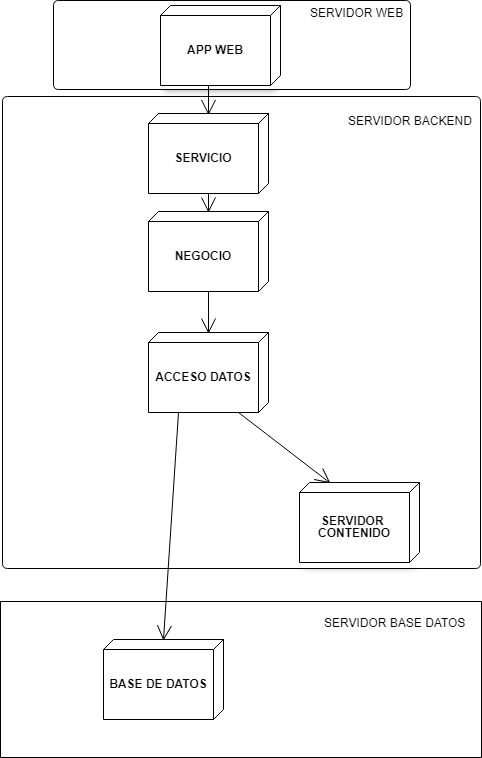 SERVIDOR WEB
APP WEB
SERVIDOR BACKEND
SERVICIO
NEGOCIO
ACCESO DATOS
SERVIDOR
CONTENIDO
SERVIDOR BASE DATOS
BASE DE DATOS